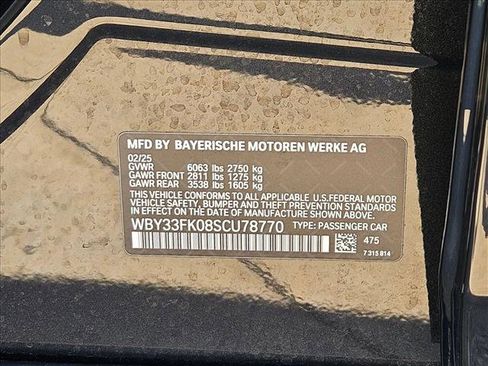 MFD BY BAYERISCHE MOTOREN WERKE AG
02/25
GVWR 6063 lbs 2750 kg
GAWR FRONT 2811 lbs 1275 kg
GAWR REAR 3538 lbs 1605 kg
THIS VEHICLE CONFORMS TO ALL APPLICABLE U.S.FEDERAL MOTOR
VEHICLE SAFETY, BUMPER AND THEFT PREVENTION STANDARDS IN
EFFECT ON THE DATE OF MANUFACTURE SHOWN ABOVE.
WBY33FK08SCU78770 TYPE: PASSENGER CAR
475
7 315 814